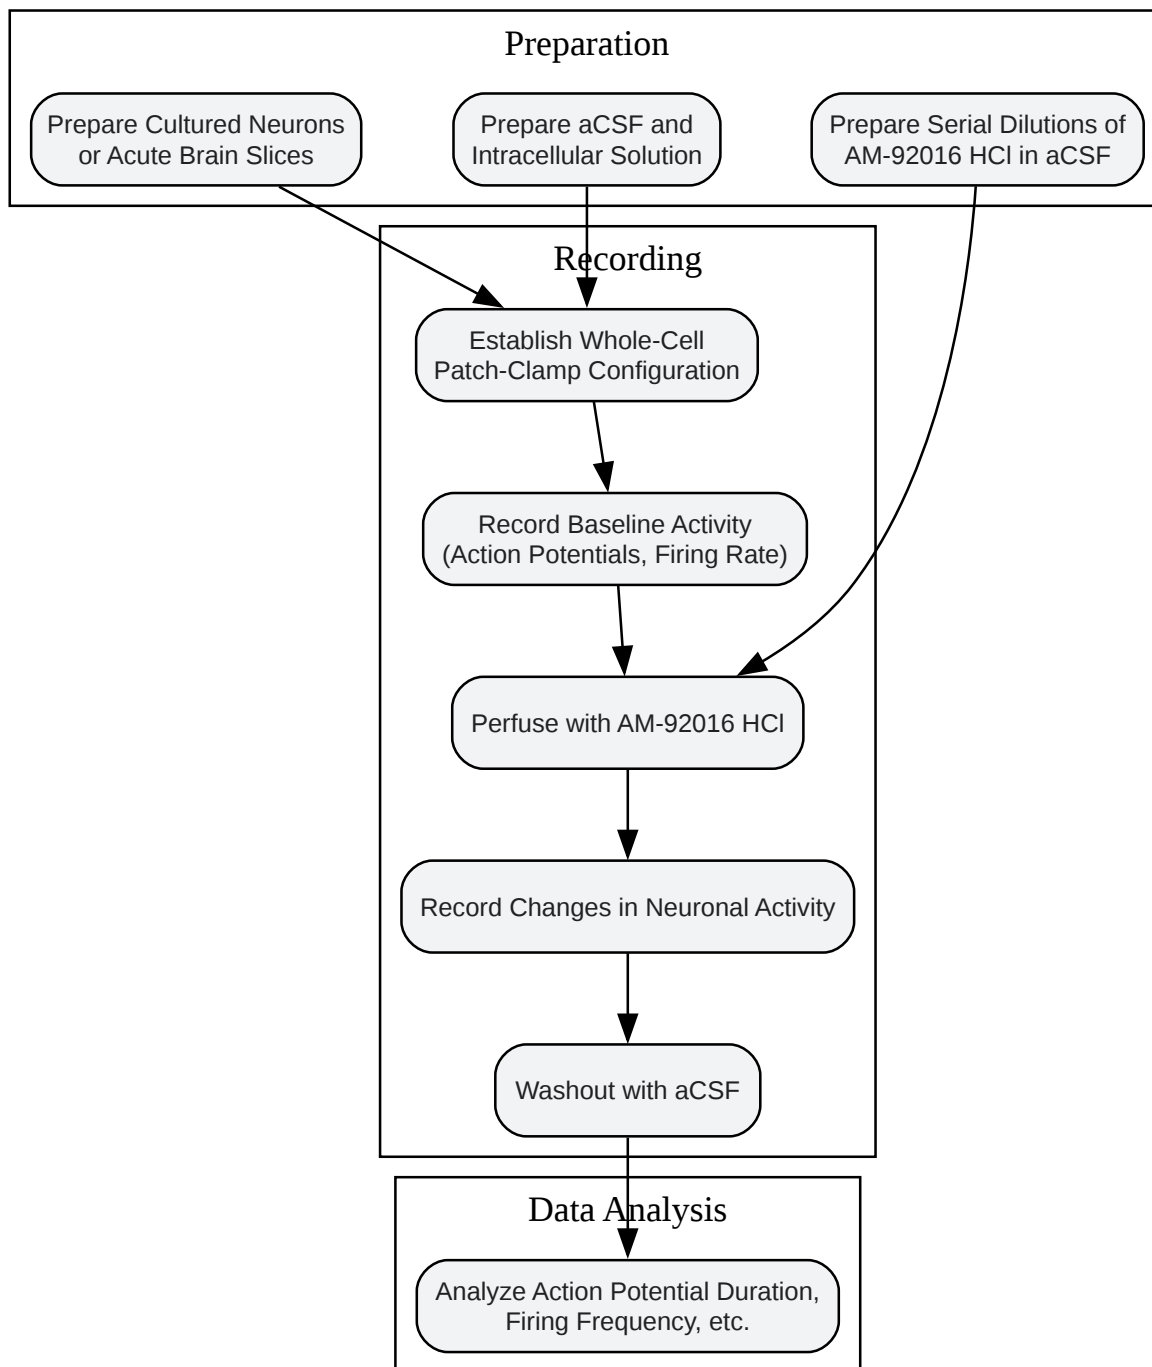 Preparation
Prepare Cultured Neurons
or Acute Brain Slices
Prepare aCSF and
Intracellular Solution
Prepare Serial Dilutions of
AM-92016 HCl in aCSF
Recording
Establish Whole-Cell
Patch-Clamp Configuration
Record Baseline Activity
(Action Potentials, Firing Rate)
Perfuse with AM-92016 HCl
Record Changes in Neuronal Activity
Washout with aCSF
Data Analysis
Analyze Action Potential Duration,
Firing Frequency, etc.